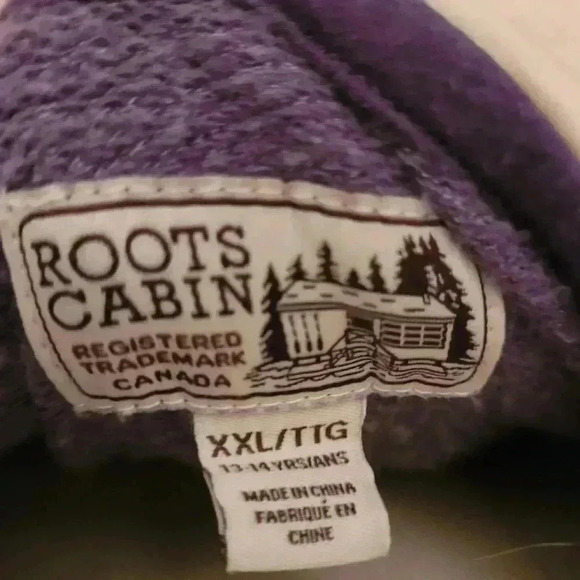 ROOTS
CABIN
REGISTERED
TRADEMARK
CANADA
XXL/TTG
13-14 YRS/ANS
MADE IN CHINA
FABRIQUÉ EN
CHINE